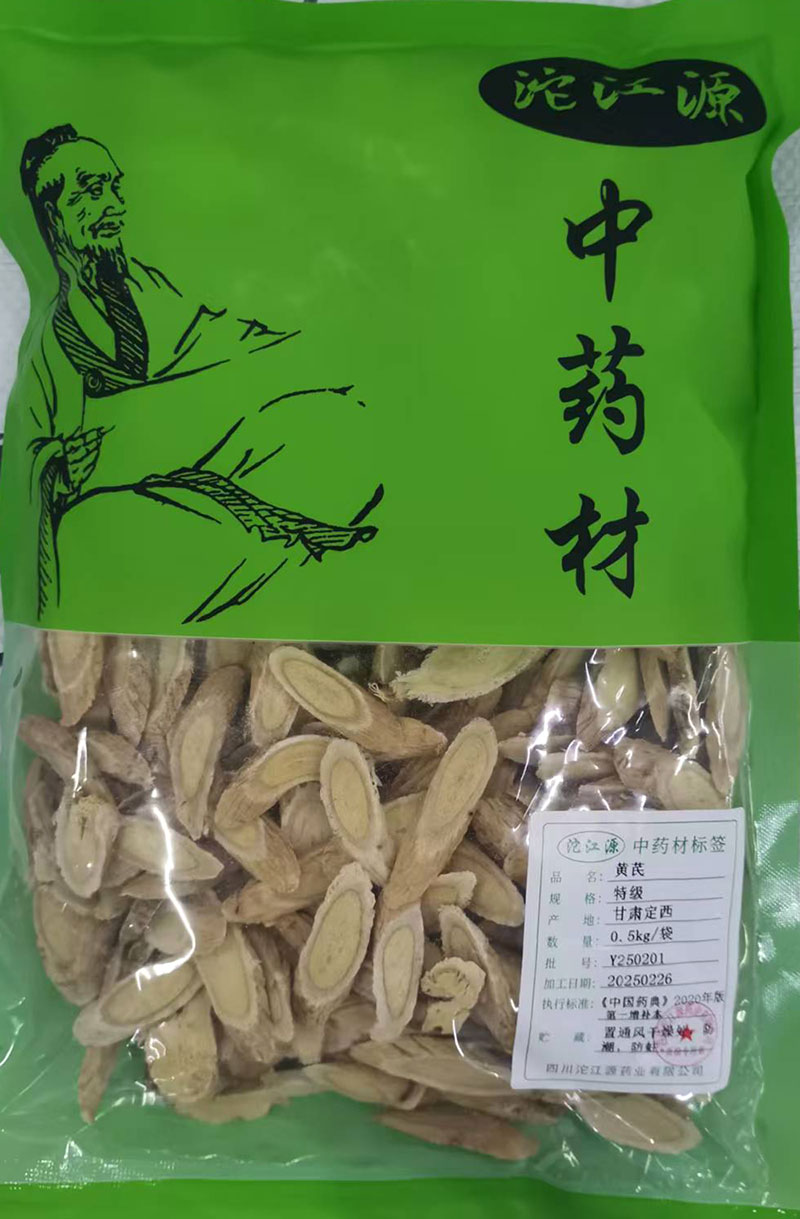 沱江源
中药材
沱江源 中药材标签
品 名：黄芪
规 格：特级
产 地：甘肃定西
数 量：0.5kg/袋
批 号：Y250201
加工日期：20250226
执行标准：《中国药典》2020年版
第一增补本
贮 藏：置通风干燥处，防
潮，防蛀
四川沱江源药业有限公司